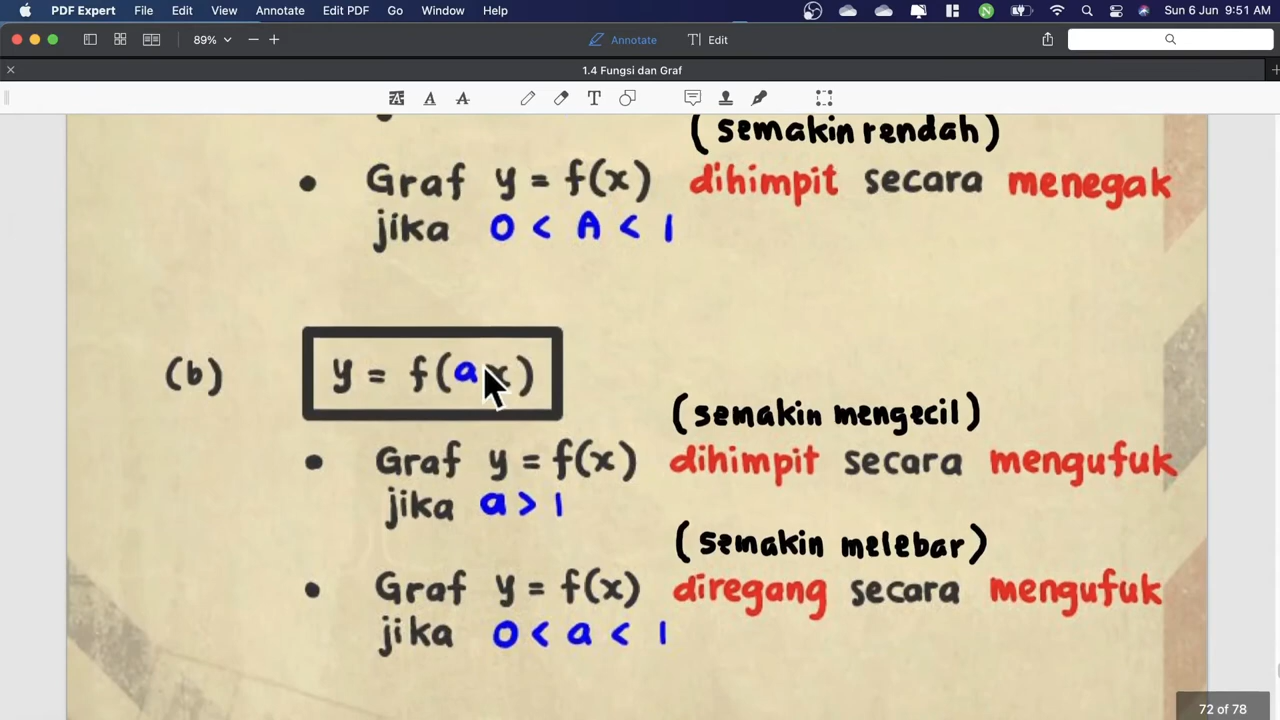 PDF Expert File Edit View Annotate Edit PDF Go Window Help Sun 6 Jun 9:51 AM
89% Annotate T Edit
1.4 Fungsi dan Graf
(semakin rendah)
• Graf y = f(x) dihimpit secara menegak
jika 0 < A < 1
(b) y = f(ax)
(semakin mengecil)
• Graf y = f(x) dihimpit secara mengufuk
jika a > 1
(semakin melebar)
• Graf y = f(x) diregang secara mengufuk
jika 0 < a < 1
72 of 78